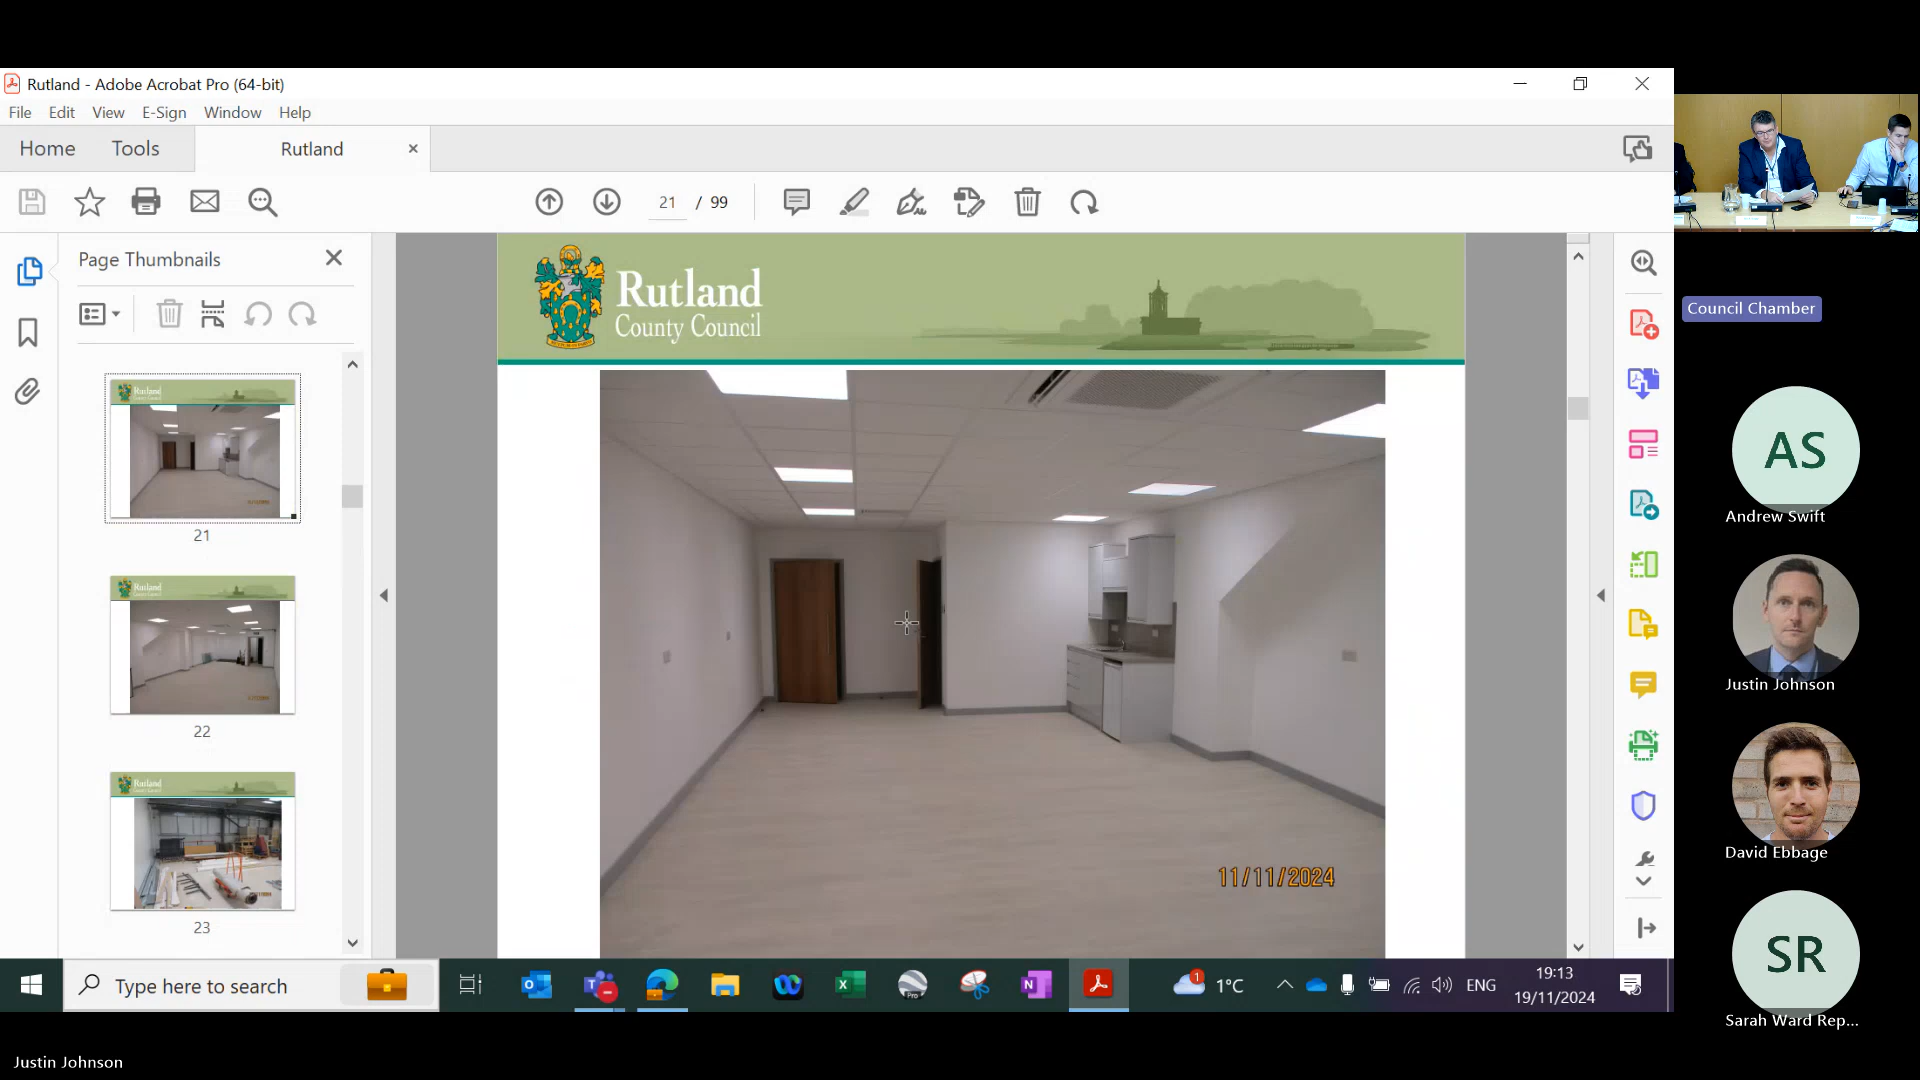 Rutland - Adobe Acrobat Pro (64-bit)
File Edit View E-Sign Window Help
Home Tools Rutland
21 / 99
Page Thumbnails
Rutland
County Council
21
22
23
11/11/2024
Council Chamber
AS
Andrew Swift
Justin Johnson
David Ebbage
SR
Sarah Ward Rep...
Type here to search
1
1°C
ENG
19:13
19/11/2024
Justin Johnson